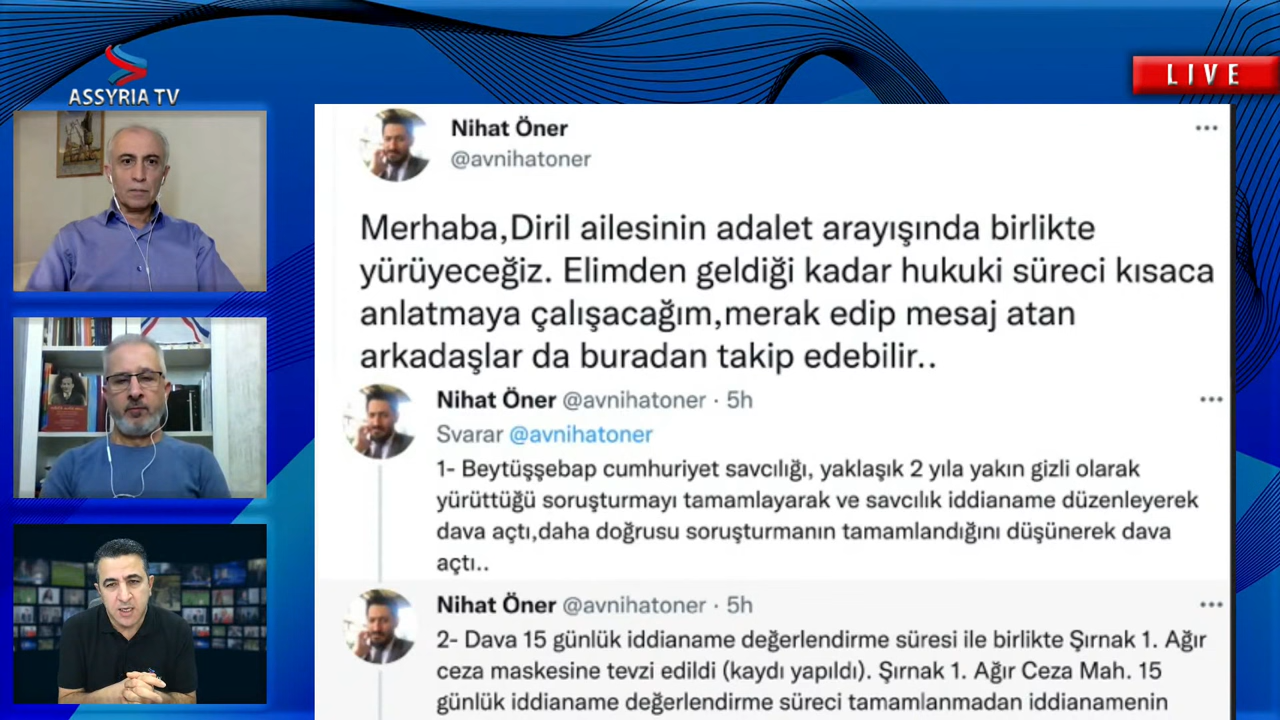 ASSYRIA TV
LIVE
Nihat Öner
@avnihatoner
Merhaba,Diril ailesinin adalet arayışında birlikte
yürüyeceğiz. Elimden geldiği kadar hukuki süreci kısaca
anlatmaya çalışacağım,merak edip mesaj atan
arkadaşlar da buradan takip edebilir..
Nihat Öner @avnihatoner · 5h
Svarar @avnihatoner
1- Beytüşşebap cumhuriyet savcılığı, yaklaşık 2 yıla yakın gizli olarak
yürüttüğü soruşturmayı tamamlayarak ve savcılık iddianame düzenleyerek
dava açtı,daha doğrusu soruşturmanın tamamlandığını düşünerek dava
açtı..
Nihat Öner @avnihatoner · 5h
2- Dava 15 günlük iddianame değerlendirme süresi ile birlikte Şırnak 1. Ağır
ceza maskesine tevzi edildi (kaydı yapıldı). Şırnak 1. Ağır Ceza Mah. 15
günlük iddianame değerlendirme süreci tamamlanmadan iddianamenin